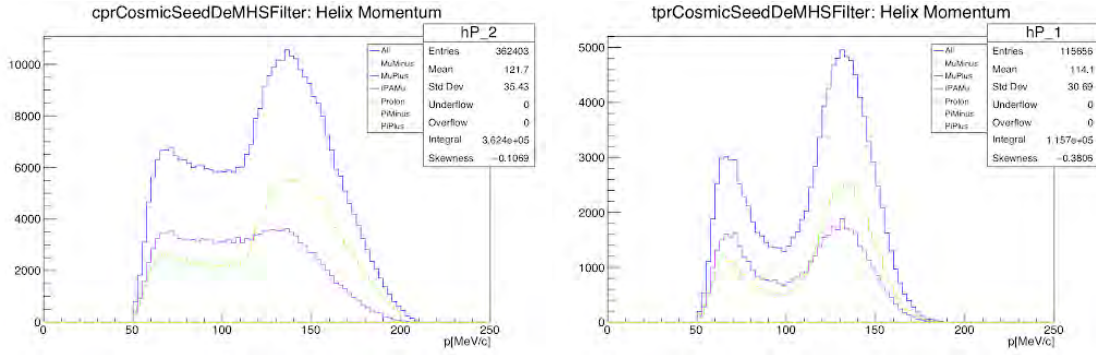 cprCosmicSeedDeMHSFilter: Helix Momentum
hP_2
Entries 362403
Mean 121.7
Std Dev 35.43
Underflow 0
Overflow 0
Integral 3.624e+05
Skewness −0.1069
All
MuMinus
MuPlus
IPAMu
Proton
PiMinus
PiPlus
10000
8000
6000
4000
2000
0
0 50 100 150 200 250
p[MeV/c]
tprCosmicSeedDeMHSFilter: Helix Momentum
hP_1
Entries 115656
Mean 114.1
Std Dev 30.69
Underflow 0
Overflow 0
Integral 1.157e+05
Skewness −0.3806
All
MuMinus
MuPlus
IPAMu
Proton
PiMinus
PiPlus
5000
4000
3000
2000
1000
0
0 50 100 150 200 250
p[MeV/c]